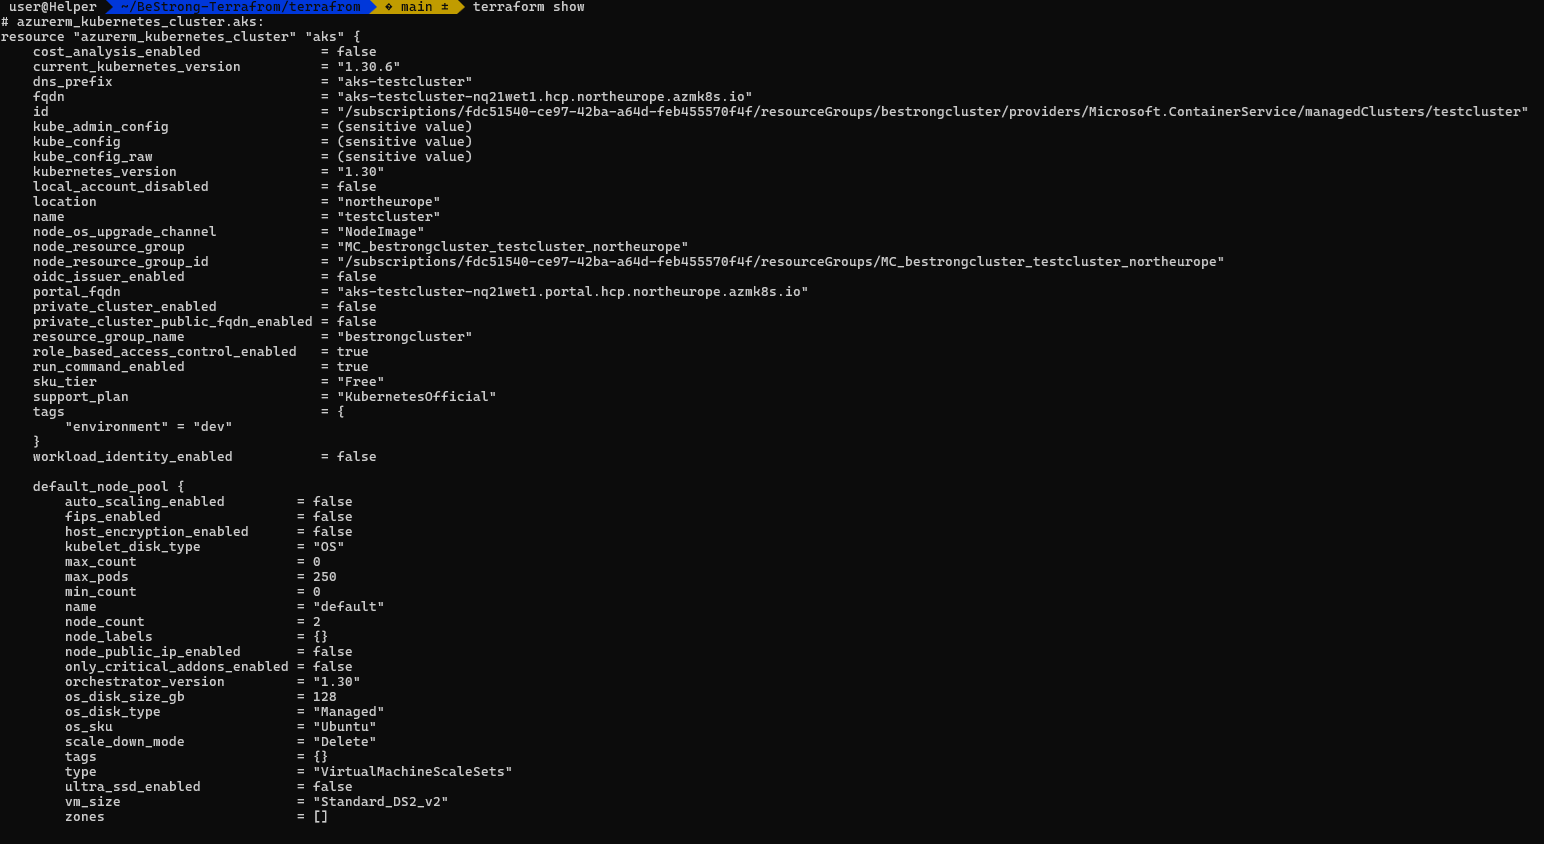 user@Helper ~/BeStrong-Terrafrom/terrafrom main ± terraform show
# azurerm_kubernetes_cluster.aks:
resource "azurerm_kubernetes_cluster" "aks" {
    cost_analysis_enabled               = false
    current_kubernetes_version          = "1.30.6"
    dns_prefix                          = "aks-testcluster"
    fqdn                                = "aks-testcluster-nq21wet1.hcp.northeurope.azmk8s.io"
    id                                  = "/subscriptions/fdc51540-ce97-42ba-a64d-feb455570f4f/resourceGroups/bestrongcluster/providers/Microsoft.ContainerService/managedClusters/testcluster"
    kube_admin_config                   = (sensitive value)
    kube_config                         = (sensitive value)
    kube_config_raw                     = (sensitive value)
    kubernetes_version                  = "1.30"
    local_account_disabled              = false
    location                            = "northeurope"
    name                                = "testcluster"
    node_os_upgrade_channel             = "NodeImage"
    node_resource_group                 = "MC_bestrongcluster_testcluster_northeurope"
    node_resource_group_id              = "/subscriptions/fdc51540-ce97-42ba-a64d-feb455570f4f/resourceGroups/MC_bestrongcluster_testcluster_northeurope"
    oidc_issuer_enabled                 = false
    portal_fqdn                         = "aks-testcluster-nq21wet1.portal.hcp.northeurope.azmk8s.io"
    private_cluster_enabled             = false
    private_cluster_public_fqdn_enabled = false
    resource_group_name                 = "bestrongcluster"
    role_based_access_control_enabled   = true
    run_command_enabled                 = true
    sku_tier                            = "Free"
    support_plan                        = "KubernetesOfficial"
    tags                                = {
        "environment" = "dev"
    }
    workload_identity_enabled           = false

    default_node_pool {
        auto_scaling_enabled         = false
        fips_enabled                 = false
        host_encryption_enabled      = false
        kubelet_disk_type            = "OS"
        max_count                    = 0
        max_pods                     = 250
        min_count                    = 0
        name                         = "default"
        node_count                   = 2
        node_labels                  = {}
        node_public_ip_enabled       = false
        only_critical_addons_enabled = false
        orchestrator_version         = "1.30"
        os_disk_size_gb              = 128
        os_disk_type                 = "Managed"
        os_sku                       = "Ubuntu"
        scale_down_mode              = "Delete"
        tags                         = {}
        type                         = "VirtualMachineScaleSets"
        ultra_ssd_enabled            = false
        vm_size                      = "Standard_DS2_v2"
        zones                        = []